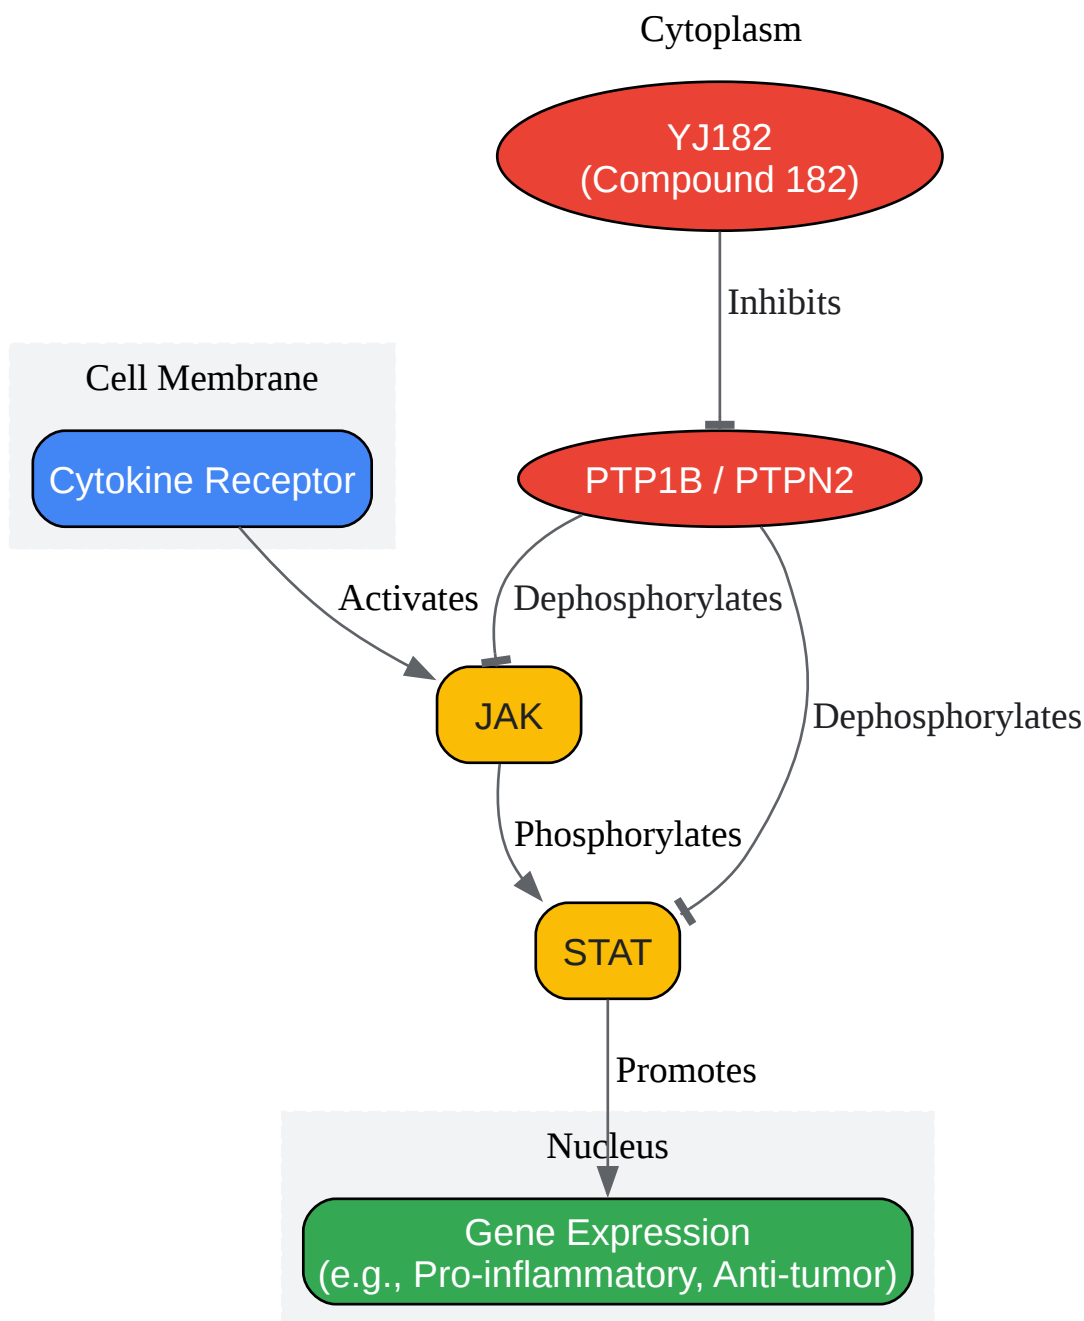 Cytoplasm
YJ182
(Compound 182)
Inhibits
Cell Membrane
Cytokine Receptor
PTP1B / PTPN2
Activates
Dephosphorylates
JAK
Dephosphorylates
Phosphorylates
STAT
Promotes
Nucleus
Gene Expression
(e.g., Pro-inflammatory, Anti-tumor)